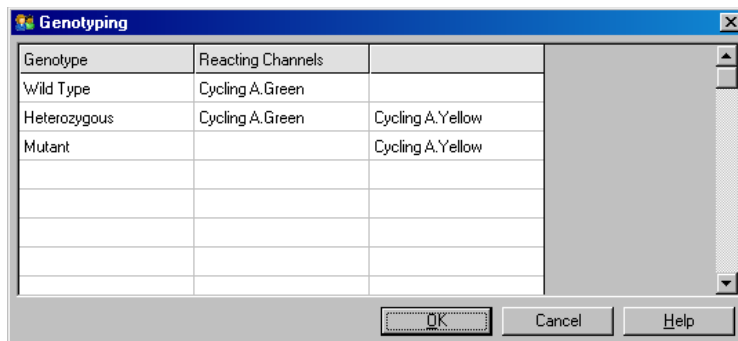 Genotyping
Genotype Reacting Channels
Wild Type Cycling A.Green
Heterozygous Cycling A.Green Cycling A.Yellow
Mutant Cycling A.Yellow
OK Cancel Help